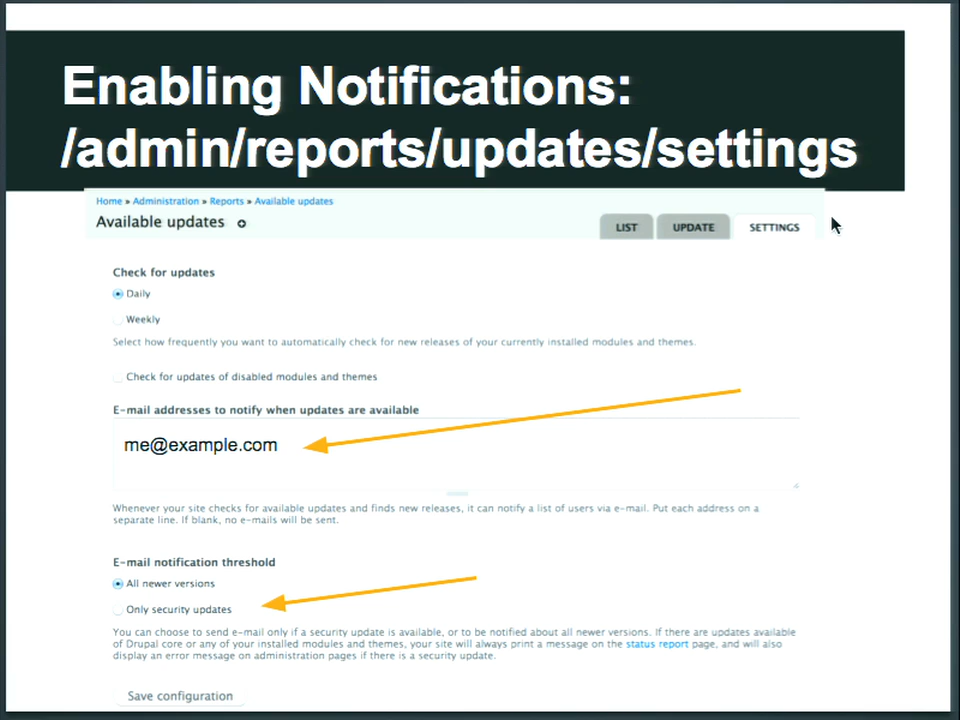 Enabling Notifications:
/admin/reports/updates/settings
Home » Administration » Reports » Available updates
Available updates
LIST
UPDATE
SETTINGS
Check for updates
Daily
Weekly
Select how frequently you want to automatically check for new releases of your currently installed modules and themes.
Check for updates of disabled modules and themes
E-mail addresses to notify when updates are available
me@example.com
Whenever your site checks for available updates and finds new releases, it can notify a list of users via e-mail. Put each address on a
separate line. If blank, no e-mails will be sent.
E-mail notification threshold
All newer versions
Only security updates
You can choose to send e-mail only if a security update is available, or to be notified about all newer versions. If there are updates available
of Drupal core or any of your installed modules and themes, your site will always print a message on the status report page, and will also
display an error message on administration pages if there is a security update.
Save configuration